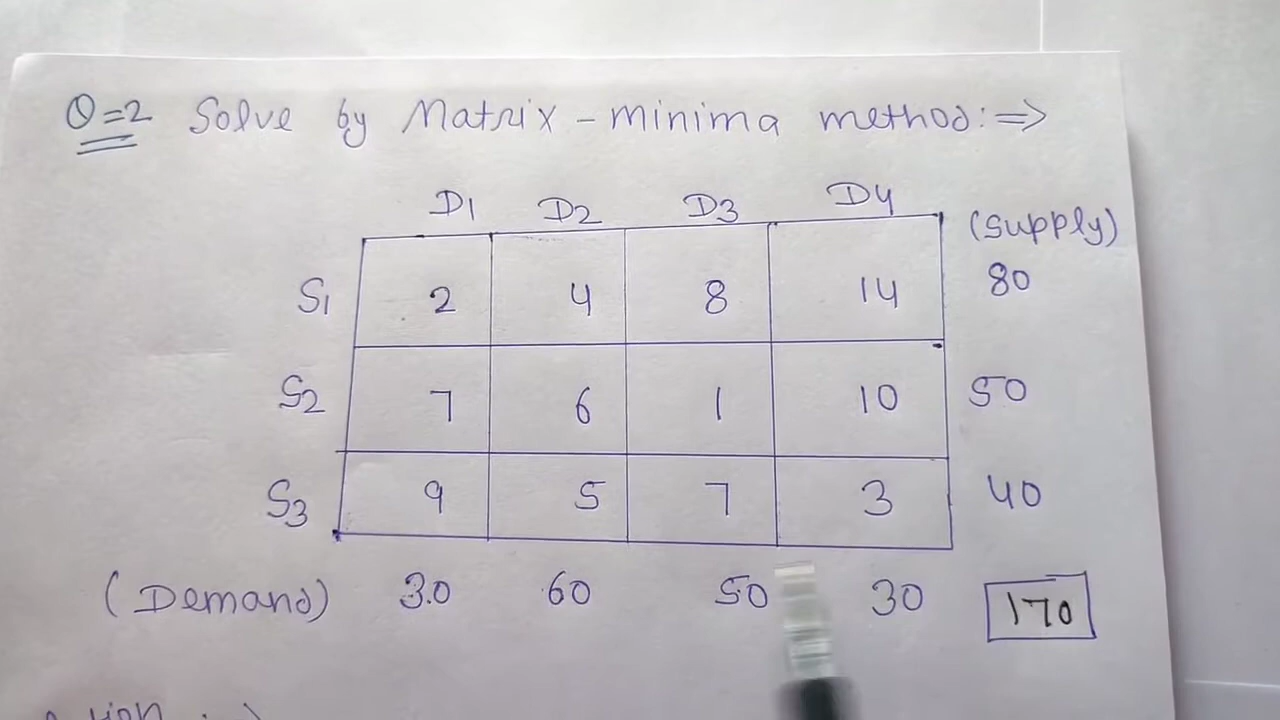 Q=2 Solve by Matrix-minima method:⇒
D1 D2 D3 D4 (Supply)
S1 2 4 8 14 80
S2 7 6 1 10 50
S3 9 5 7 3 40
(Demand) 30 60 50 30 170